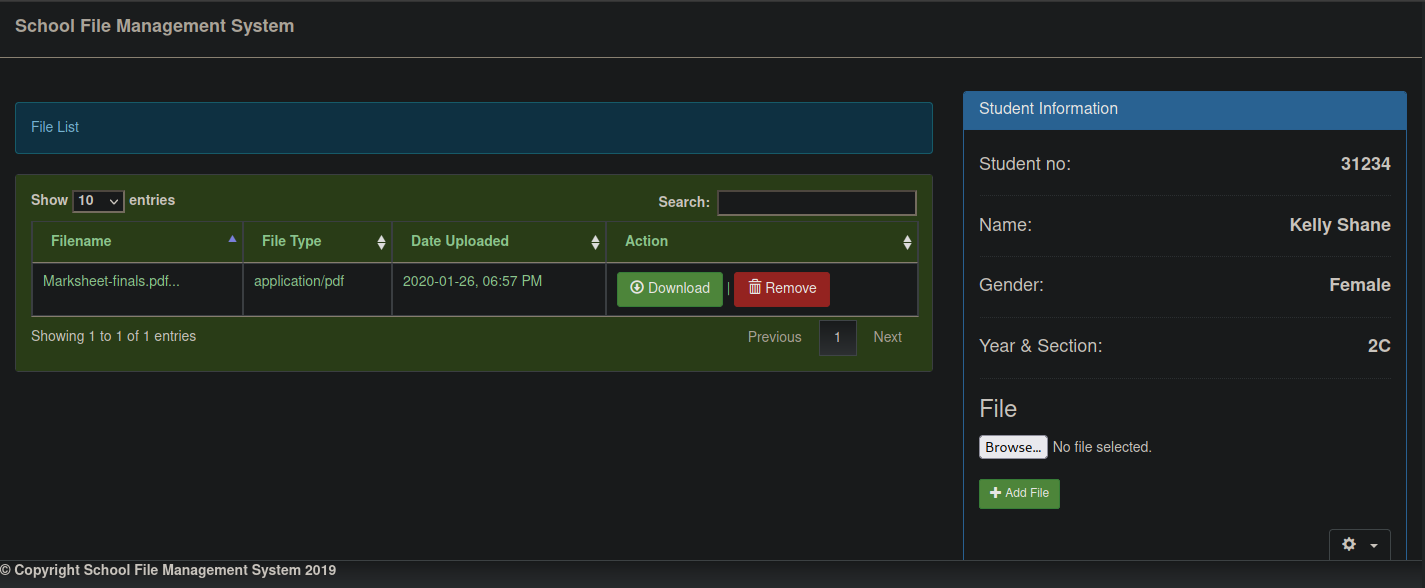 School File Management System
File List
Show 10 entries
Search:
Filename File Type Date Uploaded Action
Marksheet-finals.pdf... application/pdf 2020-01-26, 06:57 PM Download | Remove
Showing 1 to 1 of 1 entries
Previous 1 Next
Student Information
Student no: 31234
Name: Kelly Shane
Gender: Female
Year & Section: 2C
File
Browse... No file selected.
Add File
© Copyright School File Management System 2019